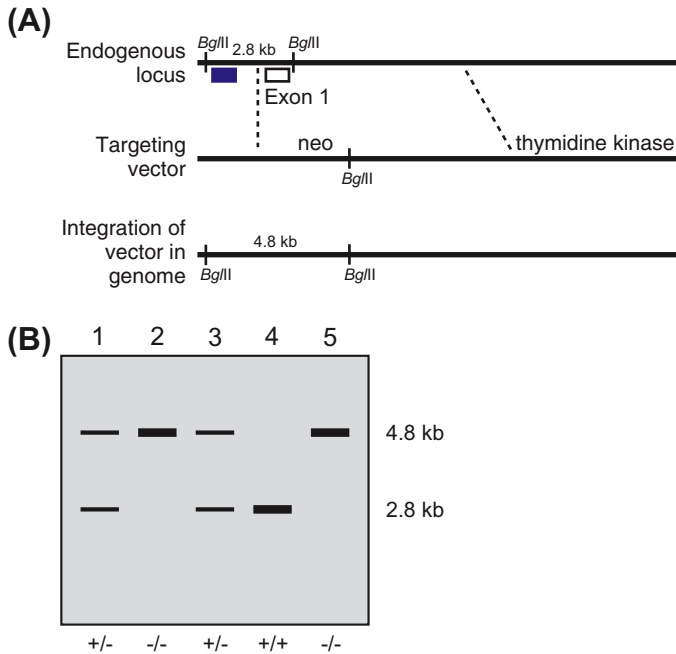 (A)
BglII 2.8 kb BglII
Endogenous
locus
Exon 1
neo thymidine kinase
Targeting
vector
BglII
Integration of
vector in
genome
4.8 kb
BglII BglII
(B)
1 2 3 4 5
4.8 kb
2.8 kb
+/- -/- +/- +/+ -/-